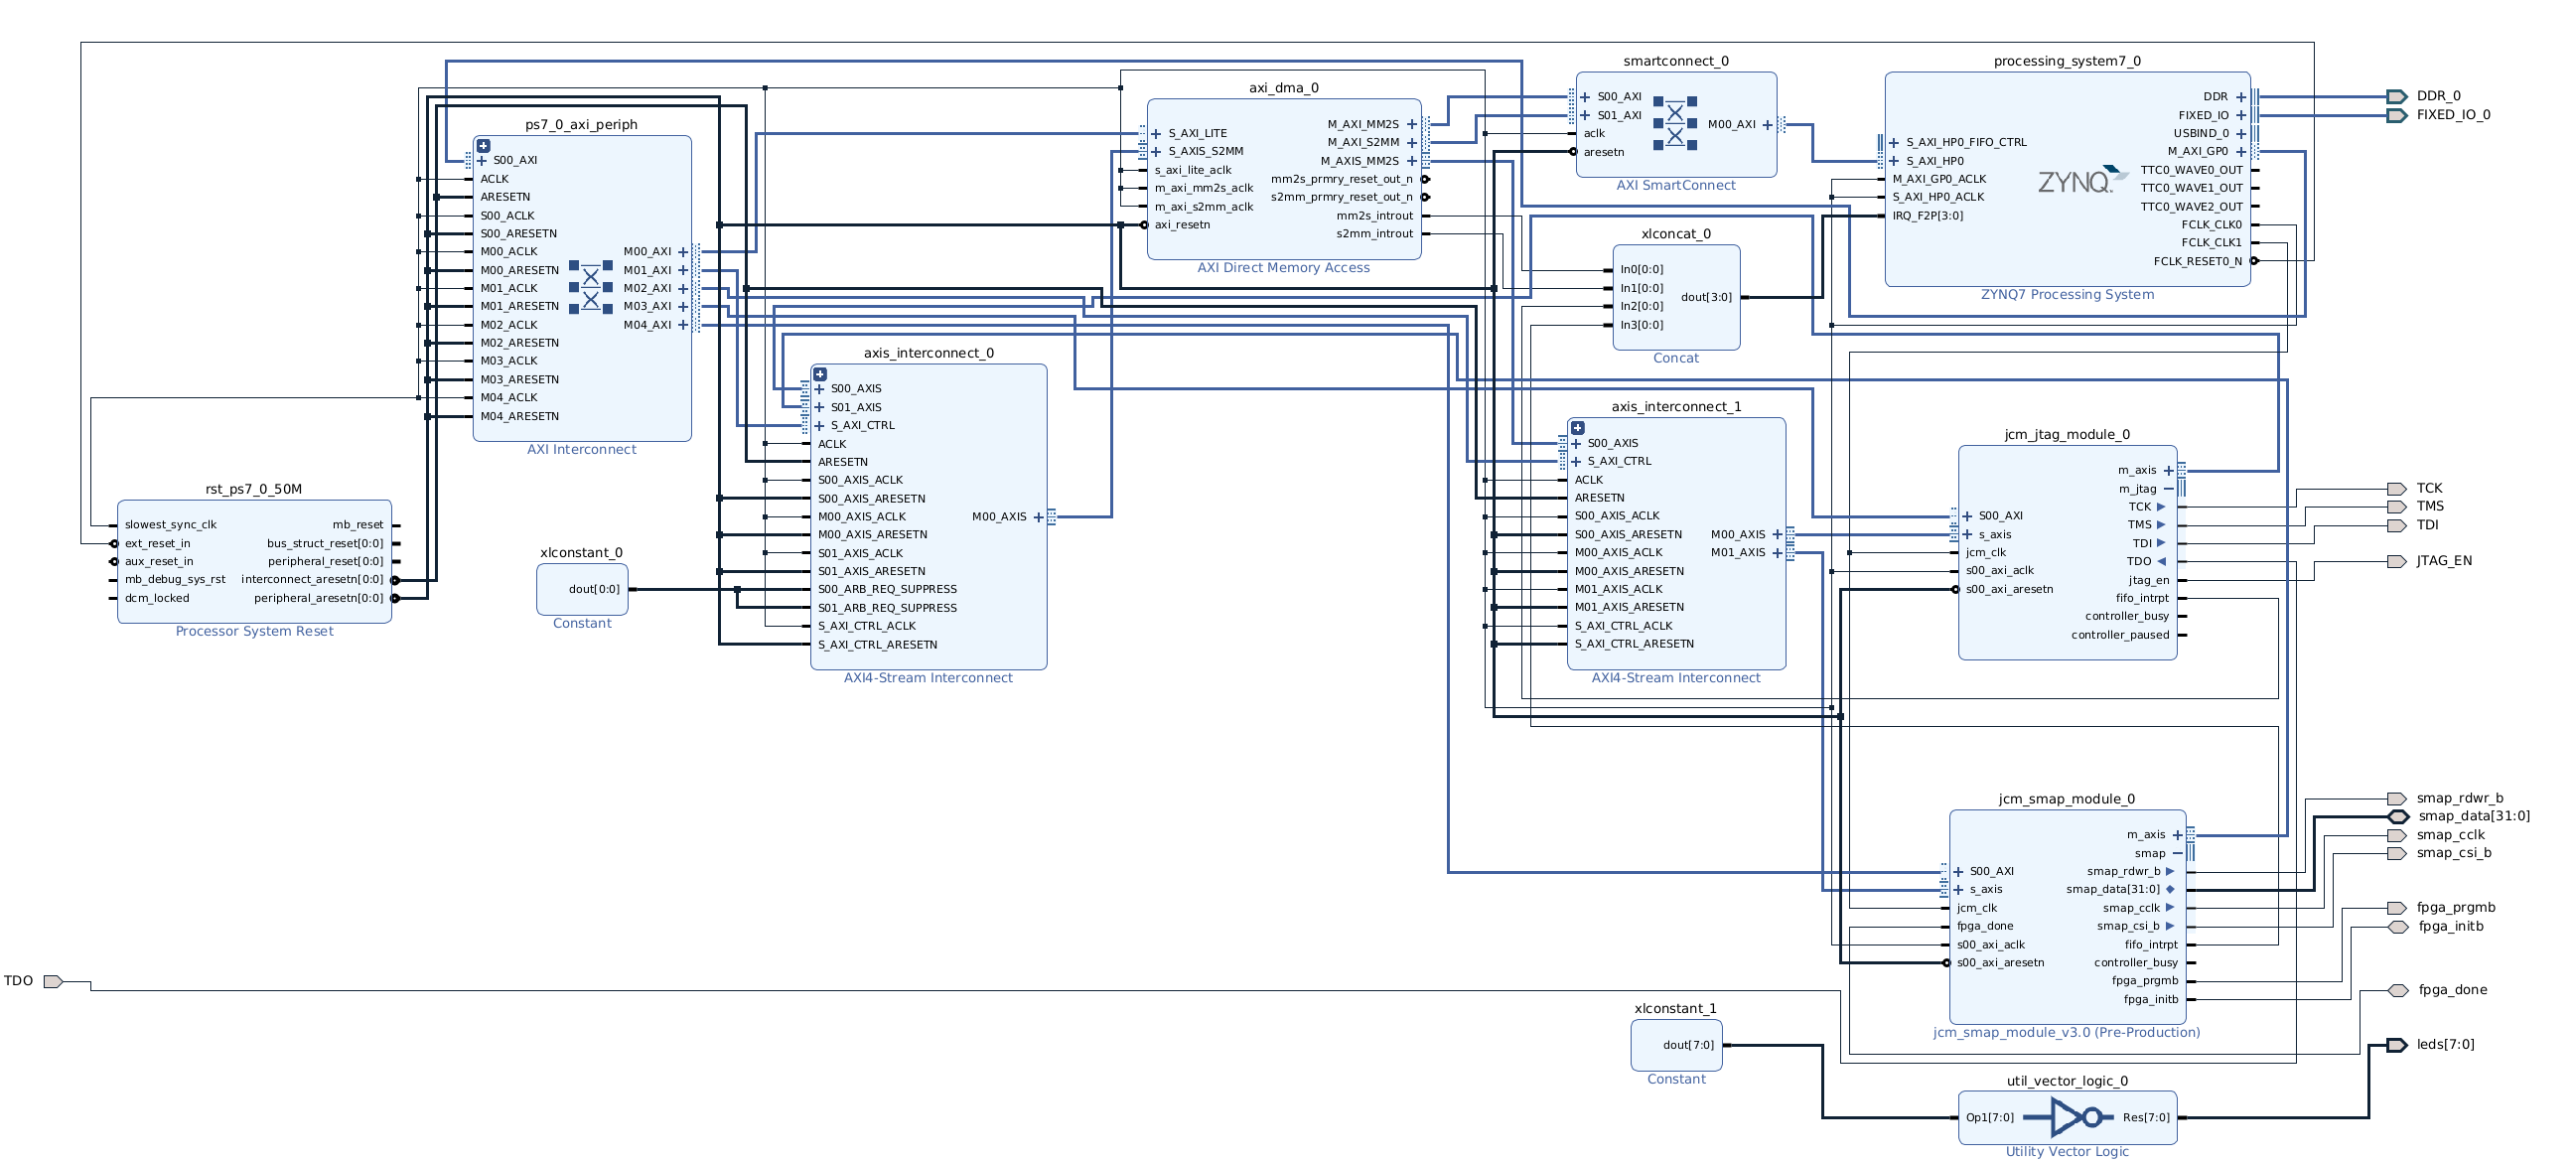 ps7_0_axi_periph
S00_AXI
ACLK
ARESETN
S00_ACLK
S00_ARESETN
M00_ACLK
M00_ARESETN
M01_ACLK
M01_ARESETN
M02_ACLK
M02_ARESETN
M03_ACLK
M03_ARESETN
M04_ACLK
M04_ARESETN
M00_AXI
M01_AXI
M02_AXI
M03_AXI
M04_AXI
AXI Interconnect
rst_ps7_0_50M
slowest_sync_clk
ext_reset_in
aux_reset_in
mb_debug_sys_rst
dcm_locked
mb_reset
bus_struct_reset[0:0]
peripheral_reset[0:0]
interconnect_aresetn[0:0]
peripheral_aresetn[0:0]
Processor System Reset
xlconstant_0
dout[0:0]
Constant
axis_interconnect_0
S00_AXIS
S01_AXIS
S_AXI_CTRL
ACLK
ARESETN
S00_AXIS_ACLK
S00_AXIS_ARESETN
M00_AXIS_ACLK
M00_AXIS_ARESETN
S01_AXIS_ACLK
S01_AXIS_ARESETN
S00_ARB_REQ_SUPPRESS
S01_ARB_REQ_SUPPRESS
S_AXI_CTRL_ACLK
S_AXI_CTRL_ARESETN
M00_AXIS
AXI4-Stream Interconnect
axi_dma_0
S_AXI_LITE
S_AXIS_S2MM
s_axi_lite_aclk
m_axi_mm2s_aclk
m_axi_s2mm_aclk
axi_resetn
M_AXI_MM2S
M_AXI_S2MM
M_AXIS_MM2S
mm2s_prmry_reset_out_n
s2mm_prmry_reset_out_n
mm2s_introut
s2mm_introut
AXI Direct Memory Access
smartconnect_0
S00_AXI
S01_AXI
aclk
aresetn
M00_AXI
AXI SmartConnect
xlconcat_0
In0[0:0]
In1[0:0]
In2[0:0]
In3[0:0]
dout[3:0]
Concat
processing_system7_0
S_AXI_HP0_FIFO_CTRL
S_AXI_HP0
M_AXI_GP0_ACLK
S_AXI_HP0_ACLK
IRQ_F2P[3:0]
ZYNQ
DDR
FIXED_IO
USBIND_0
M_AXI_GP0
TTC0_WAVE0_OUT
TTC0_WAVE1_OUT
TTC0_WAVE2_OUT
FCLK_CLK0
FCLK_CLK1
FCLK_RESET0_N
ZYNQ7 Processing System
DDR_0
FIXED_IO_0
axis_interconnect_1
S00_AXIS
S_AXI_CTRL
ACLK
ARESETN
S00_AXIS_ACLK
S00_AXIS_ARESETN
M00_AXIS_ACLK
M00_AXIS_ARESETN
M01_AXIS_ACLK
M01_AXIS_ARESETN
S_AXI_CTRL_ACLK
S_AXI_CTRL_ARESETN
M00_AXIS
M01_AXIS
AXI4-Stream Interconnect
jcm_jtag_module_0
S00_AXI
s_axis
jcm_clk
s00_axi_aclk
s00_axi_aresetn
m_axis
m_jtag
TCK
TMS
TDI
TDO
jtag_en
fifo_intrpt
controller_busy
controller_paused
TCK
TMS
TDI
JTAG_EN
jcm_smap_module_0
S00_AXI
s_axis
jcm_clk
fpga_done
s00_axi_aclk
s00_axi_aresetn
m_axis
smap
smap_rdwr_b
smap_data[31:0]
smap_cclk
smap_csi_b
fifo_intrpt
controller_busy
fpga_prgmb
fpga_initb
jcm_smap_module_v3.0 (Pre-Production)
smap_rdwr_b
smap_data[31:0]
smap_cclk
smap_csi_b
fpga_prgmb
fpga_initb
fpga_done
leds[7:0]
TDO
xlconstant_1
dout[7:0]
Constant
util_vector_logic_0
Op1[7:0]
Res[7:0]
Utility Vector Logic